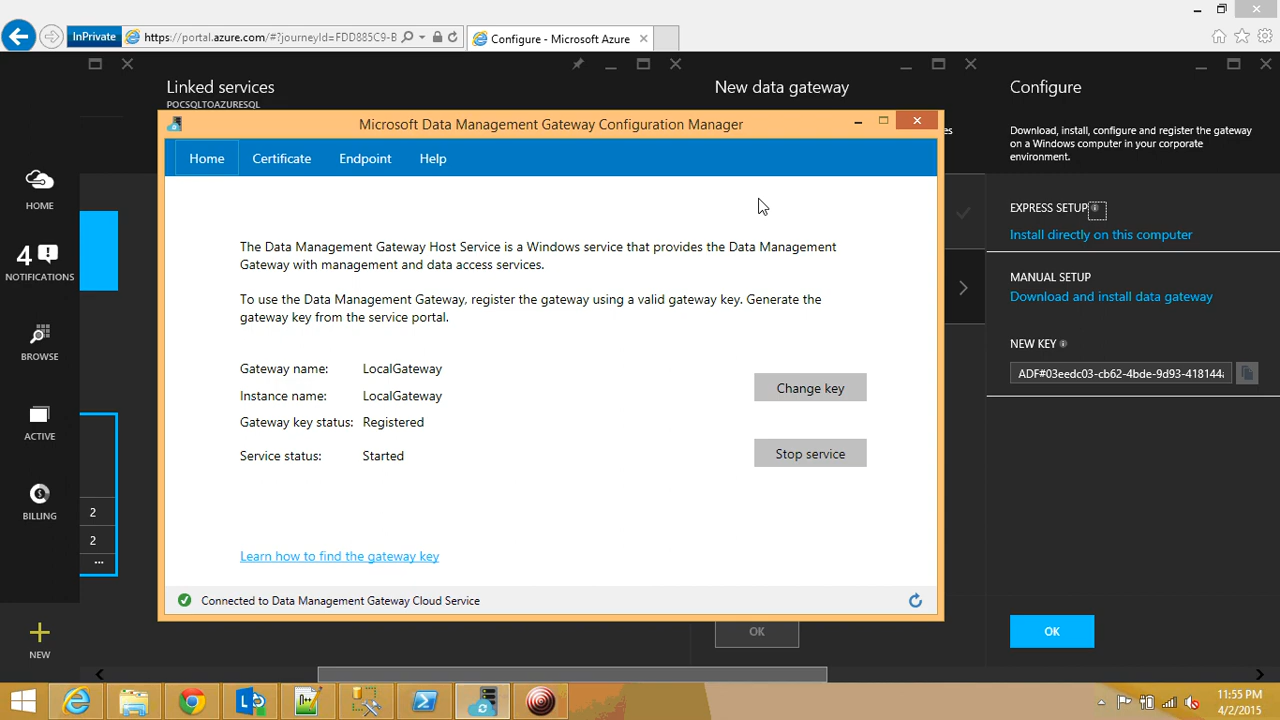 InPrivate
https://portal.azure.com/#?journeyId=FDD885C9-B
Configure - Microsoft Azure
Linked services
POCSQLTOAZURESQL
New data gateway
Configure
Microsoft Data Management Gateway Configuration Manager
Home
Certificate
Endpoint
Help
The Data Management Gateway Host Service is a Windows service that provides the Data Management
Gateway with management and data access services.
To use the Data Management Gateway, register the gateway using a valid gateway key. Generate the
gateway key from the service portal.
Gateway name: LocalGateway
Instance name: LocalGateway
Gateway key status: Registered
Service status: Started
Change key
Stop service
Learn how to find the gateway key
Connected to Data Management Gateway Cloud Service
Download, install, configure and register the gateway
on a Windows computer in your corporate
environment.
EXPRESS SETUP
Install directly on this computer
MANUAL SETUP
Download and install data gateway
NEW KEY
ADF#03eedc03-cb62-4bde-9d93-418144
OK
OK
HOME
4
NOTIFICATIONS
BROWSE
ACTIVE
BILLING
NEW
2
2
...
11:55 PM
4/2/2015